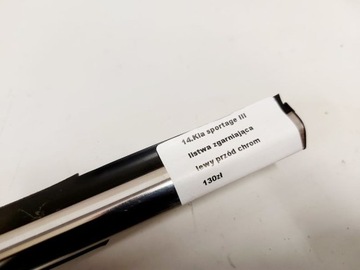 14.Kia sportage III
listwa zgarniająca
lewy przód chrom
130zł